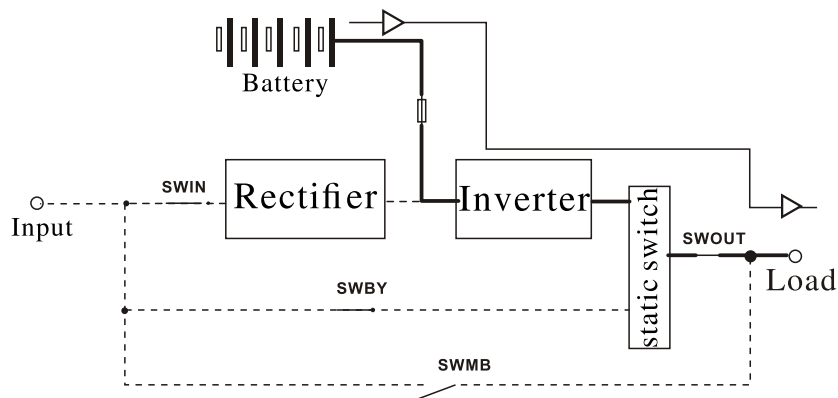 Battery
SWIN
Rectifier
Inverter
static switch
SWOUT
Input
Load
SWBY
SWMB